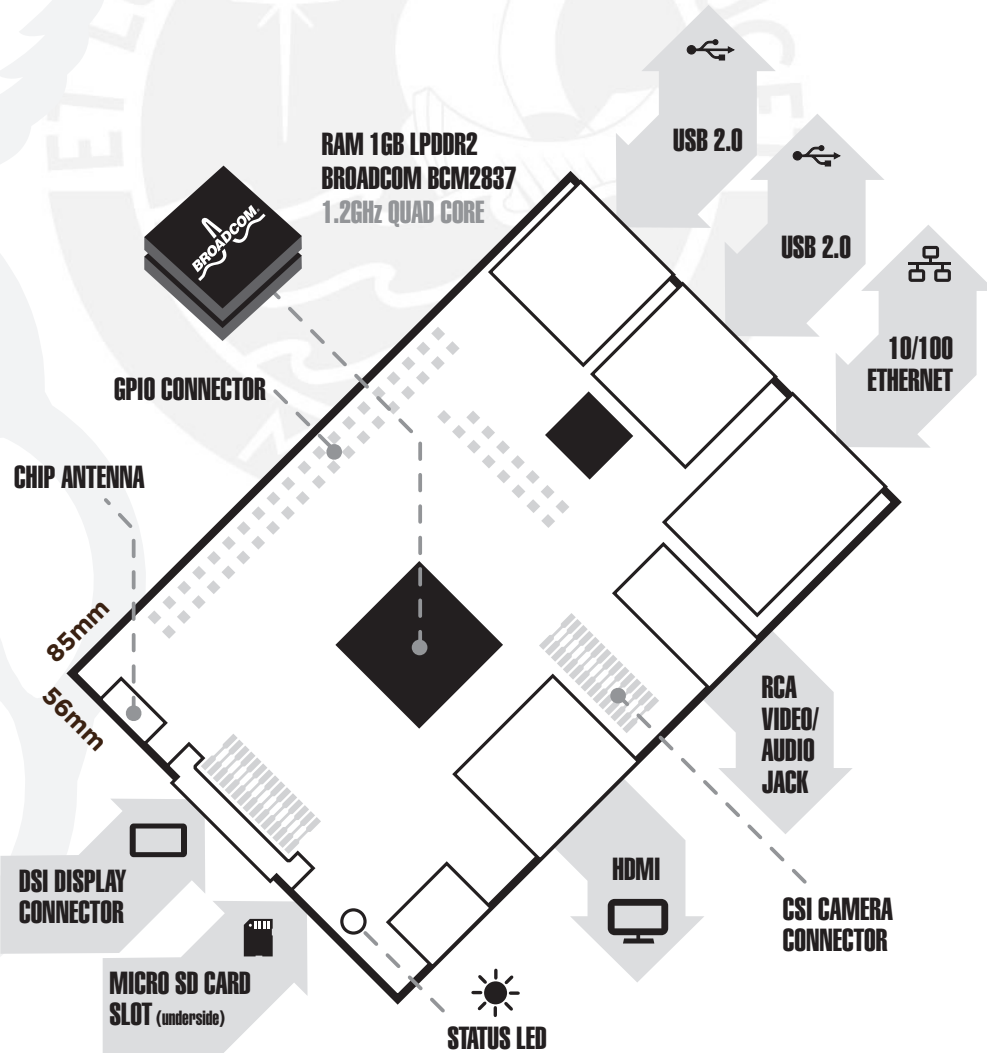 USB 2.0
RAM 1GB LPDDR2
BROADCOM BCM2837
1.2GHz QUAD CORE
BROADCOM.
USB 2.0
10/100
ETHERNET
GPIO CONNECTOR
CHIP ANTENNA
85mm
56mm
RCA
VIDEO/
AUDIO
JACK
DSI DISPLAY
CONNECTOR
HDMI
CSI CAMERA
CONNECTOR
MICRO SD CARD
SLOT (underside)
STATUS LED